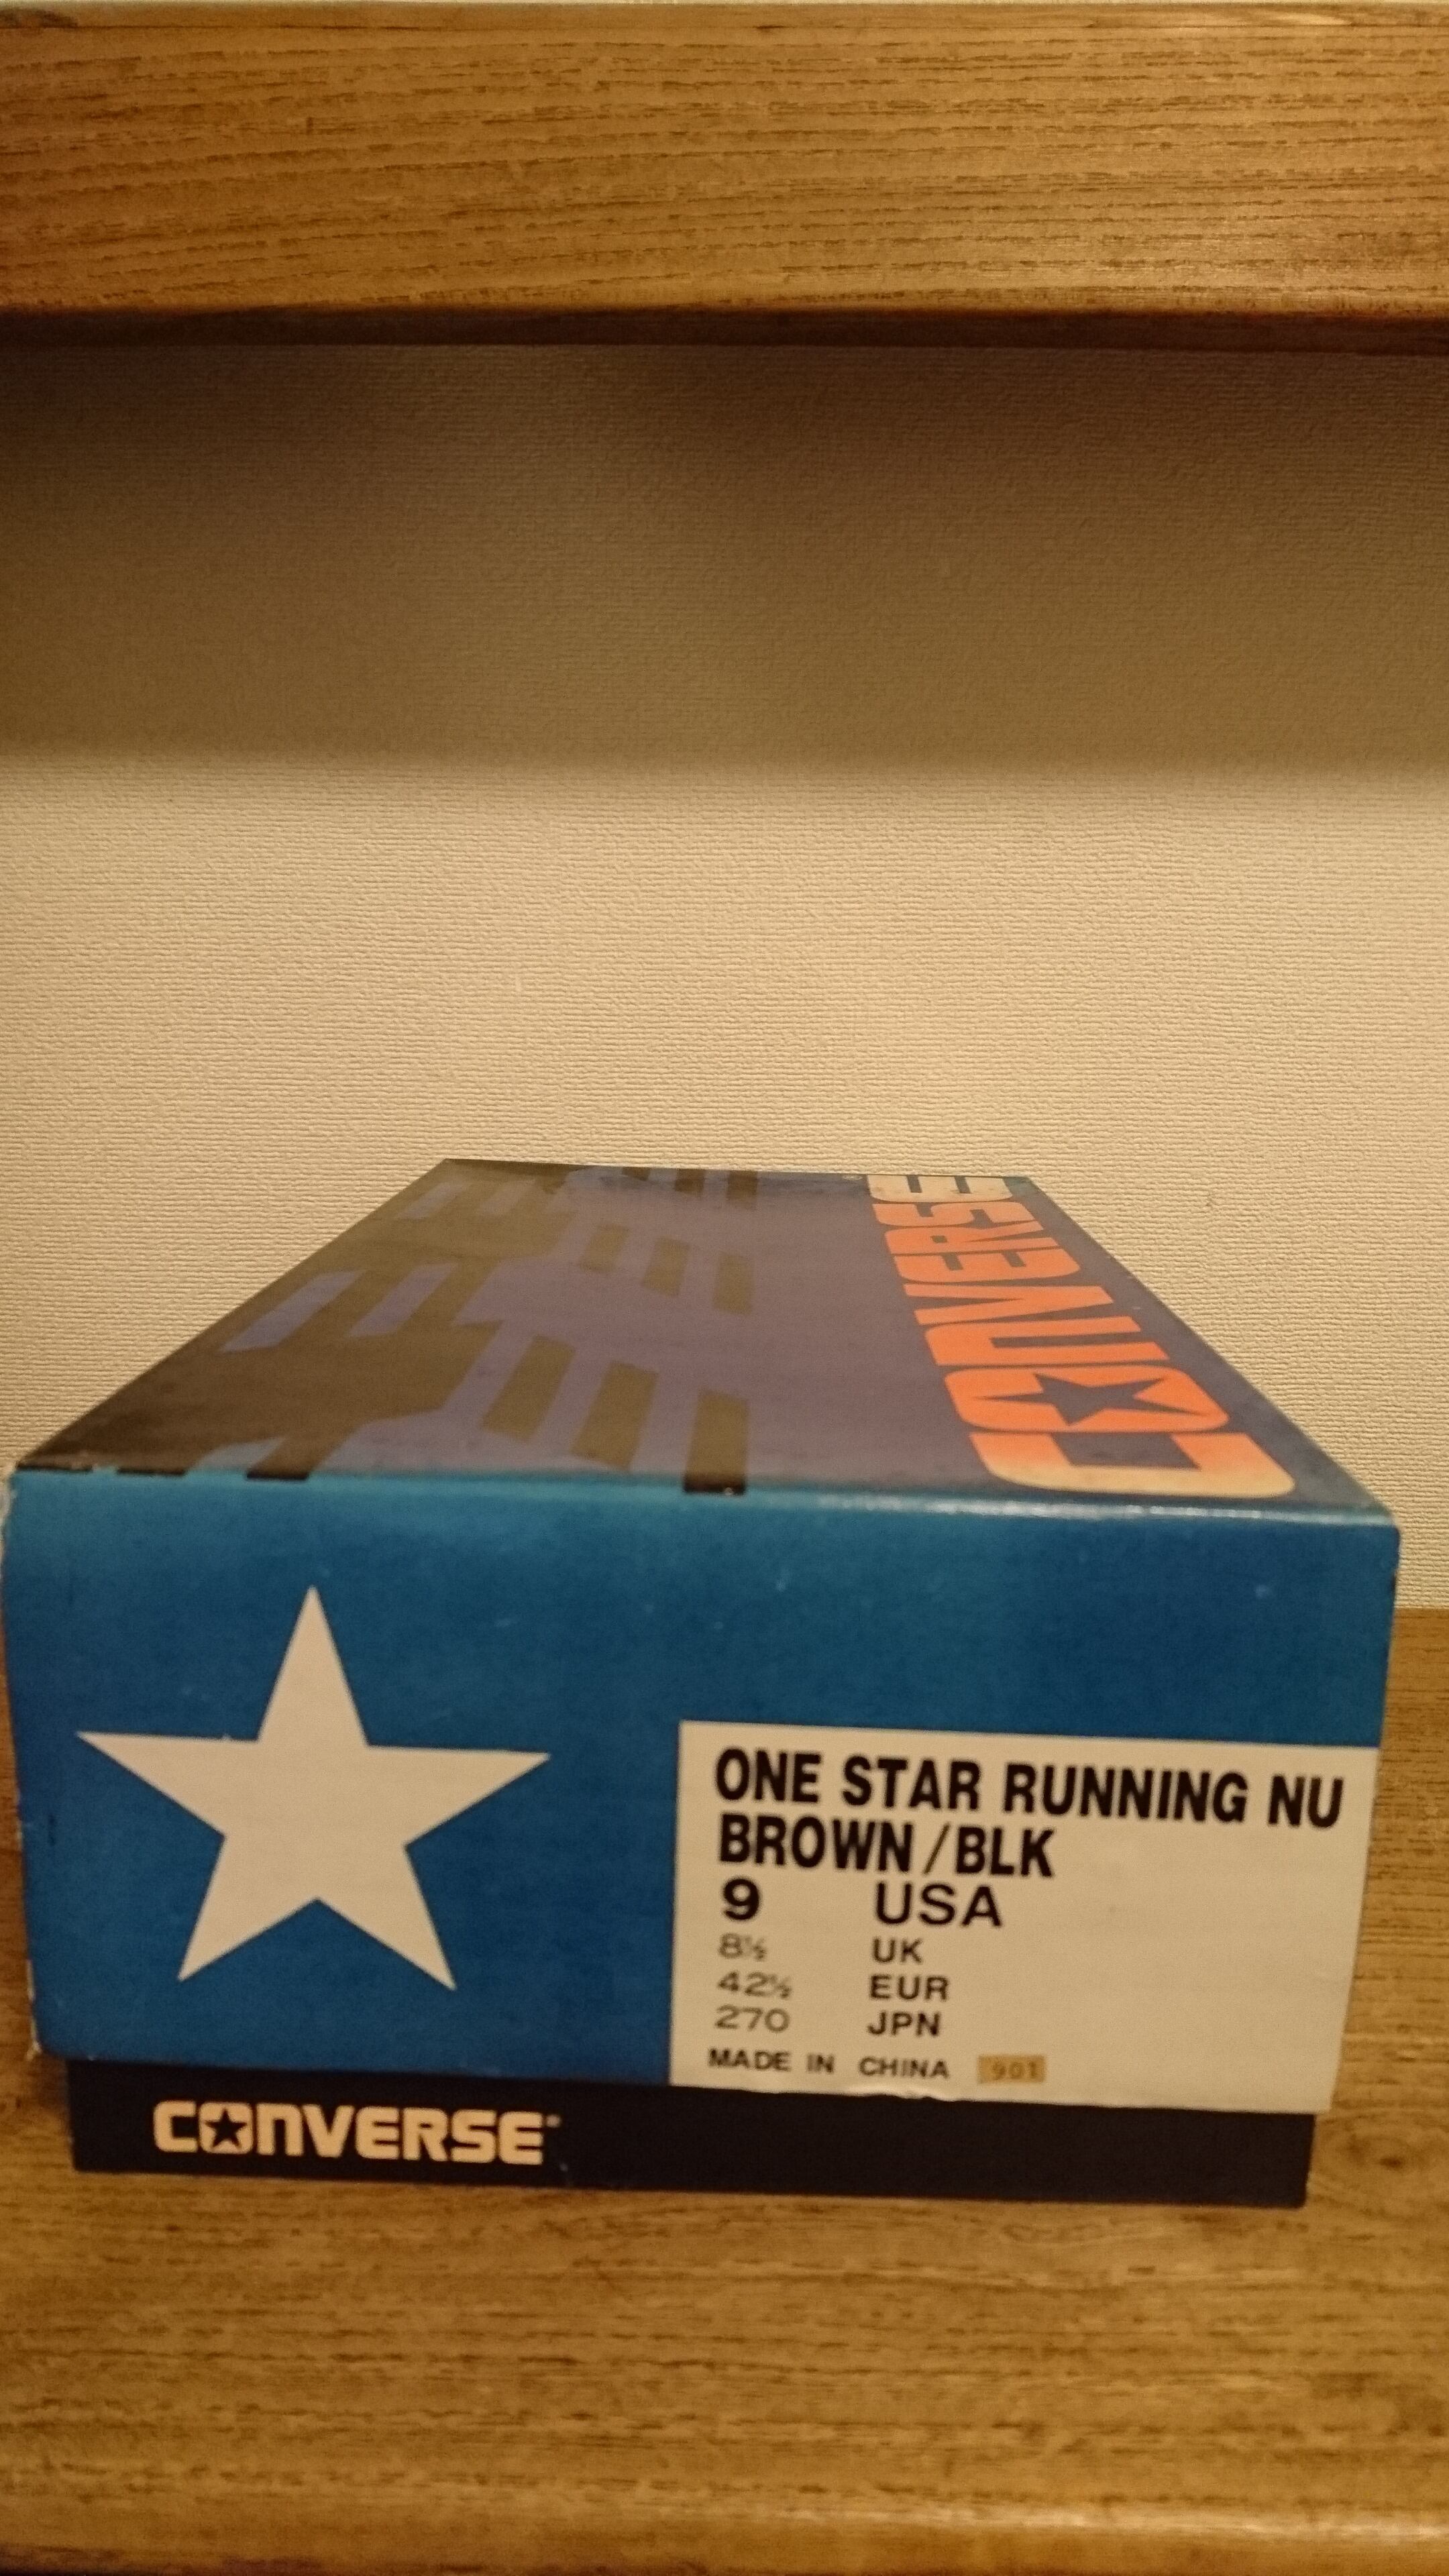 CONVERSE
ONE STAR RUNNING NU
BROWN/BLK
9 USA
8½ UK
42½ EUR
270 JPN
MADE IN CHINA 901
CONVERSE